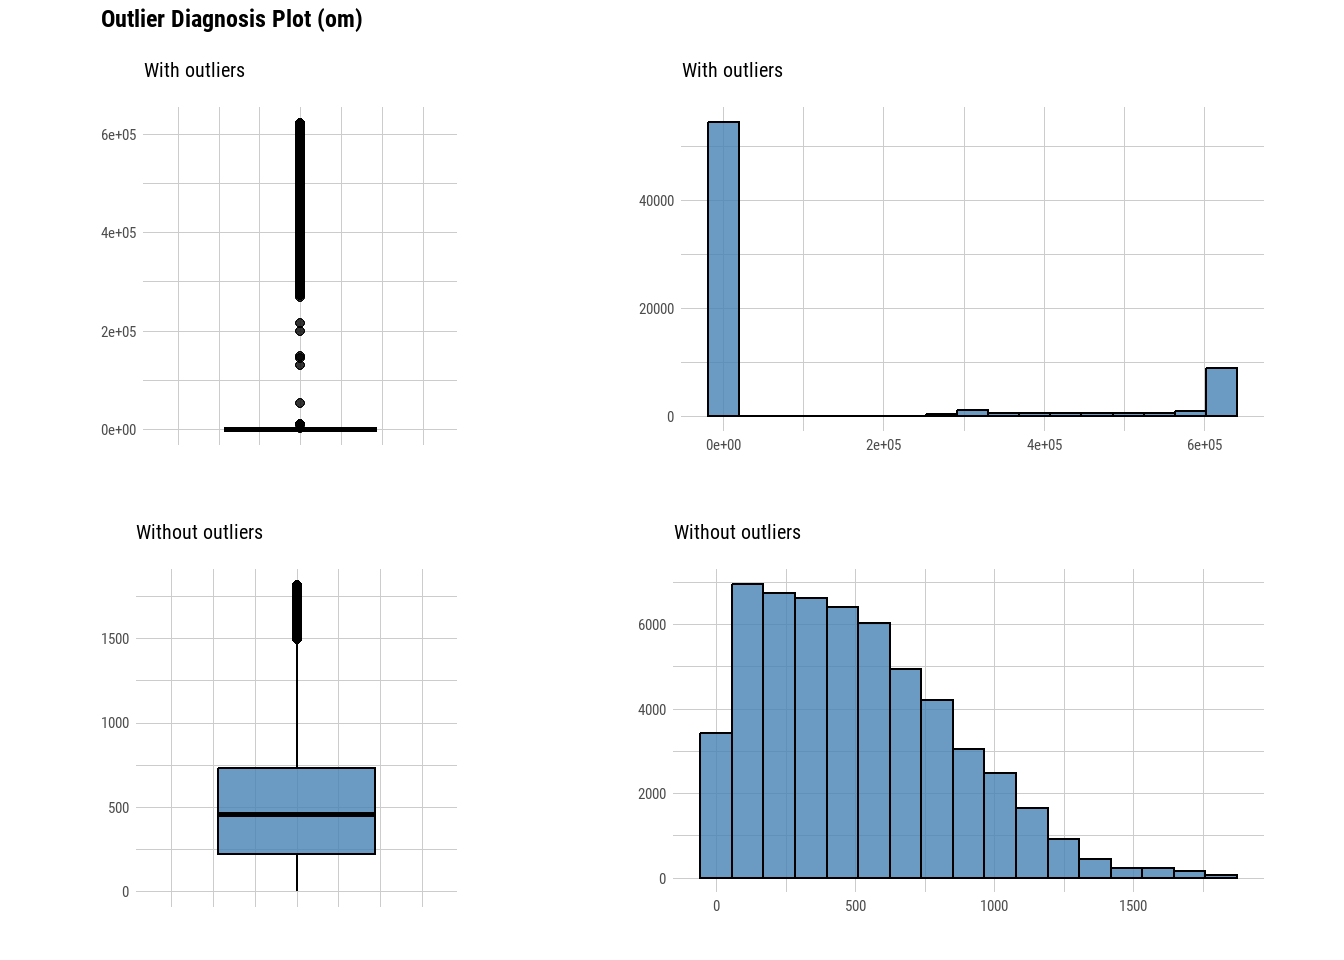 Outlier Diagnosis Plot (om)
With outliers
6e+05
4e+05
2e+05
0e+00
With outliers
40000
20000
0
0e+00 2e+05 4e+05 6e+05
Without outliers
1500
1000
500
0
Without outliers
6000
4000
2000
0
0 500 1000 1500